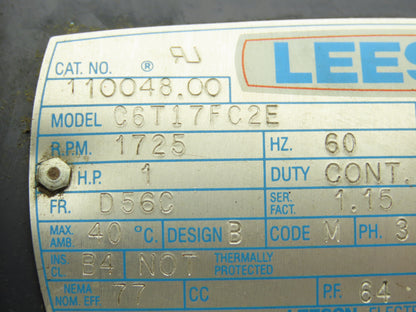 CAT. NO. ® LEES
110048.00
MODEL C6T17FC2E
R.P.M. 1725 HZ. 60
H.P. 1 DUTY CONT.
FR. D56C SER. FACT. 1.15
MAX. AMB. 40 °C. DESIGN B CODE M PH. 3
INS. CL. B4 NOT THERMALLY PROTECTED
NEMA NOM. EFF 77 CC P.F. 64
LEESON ELECTR